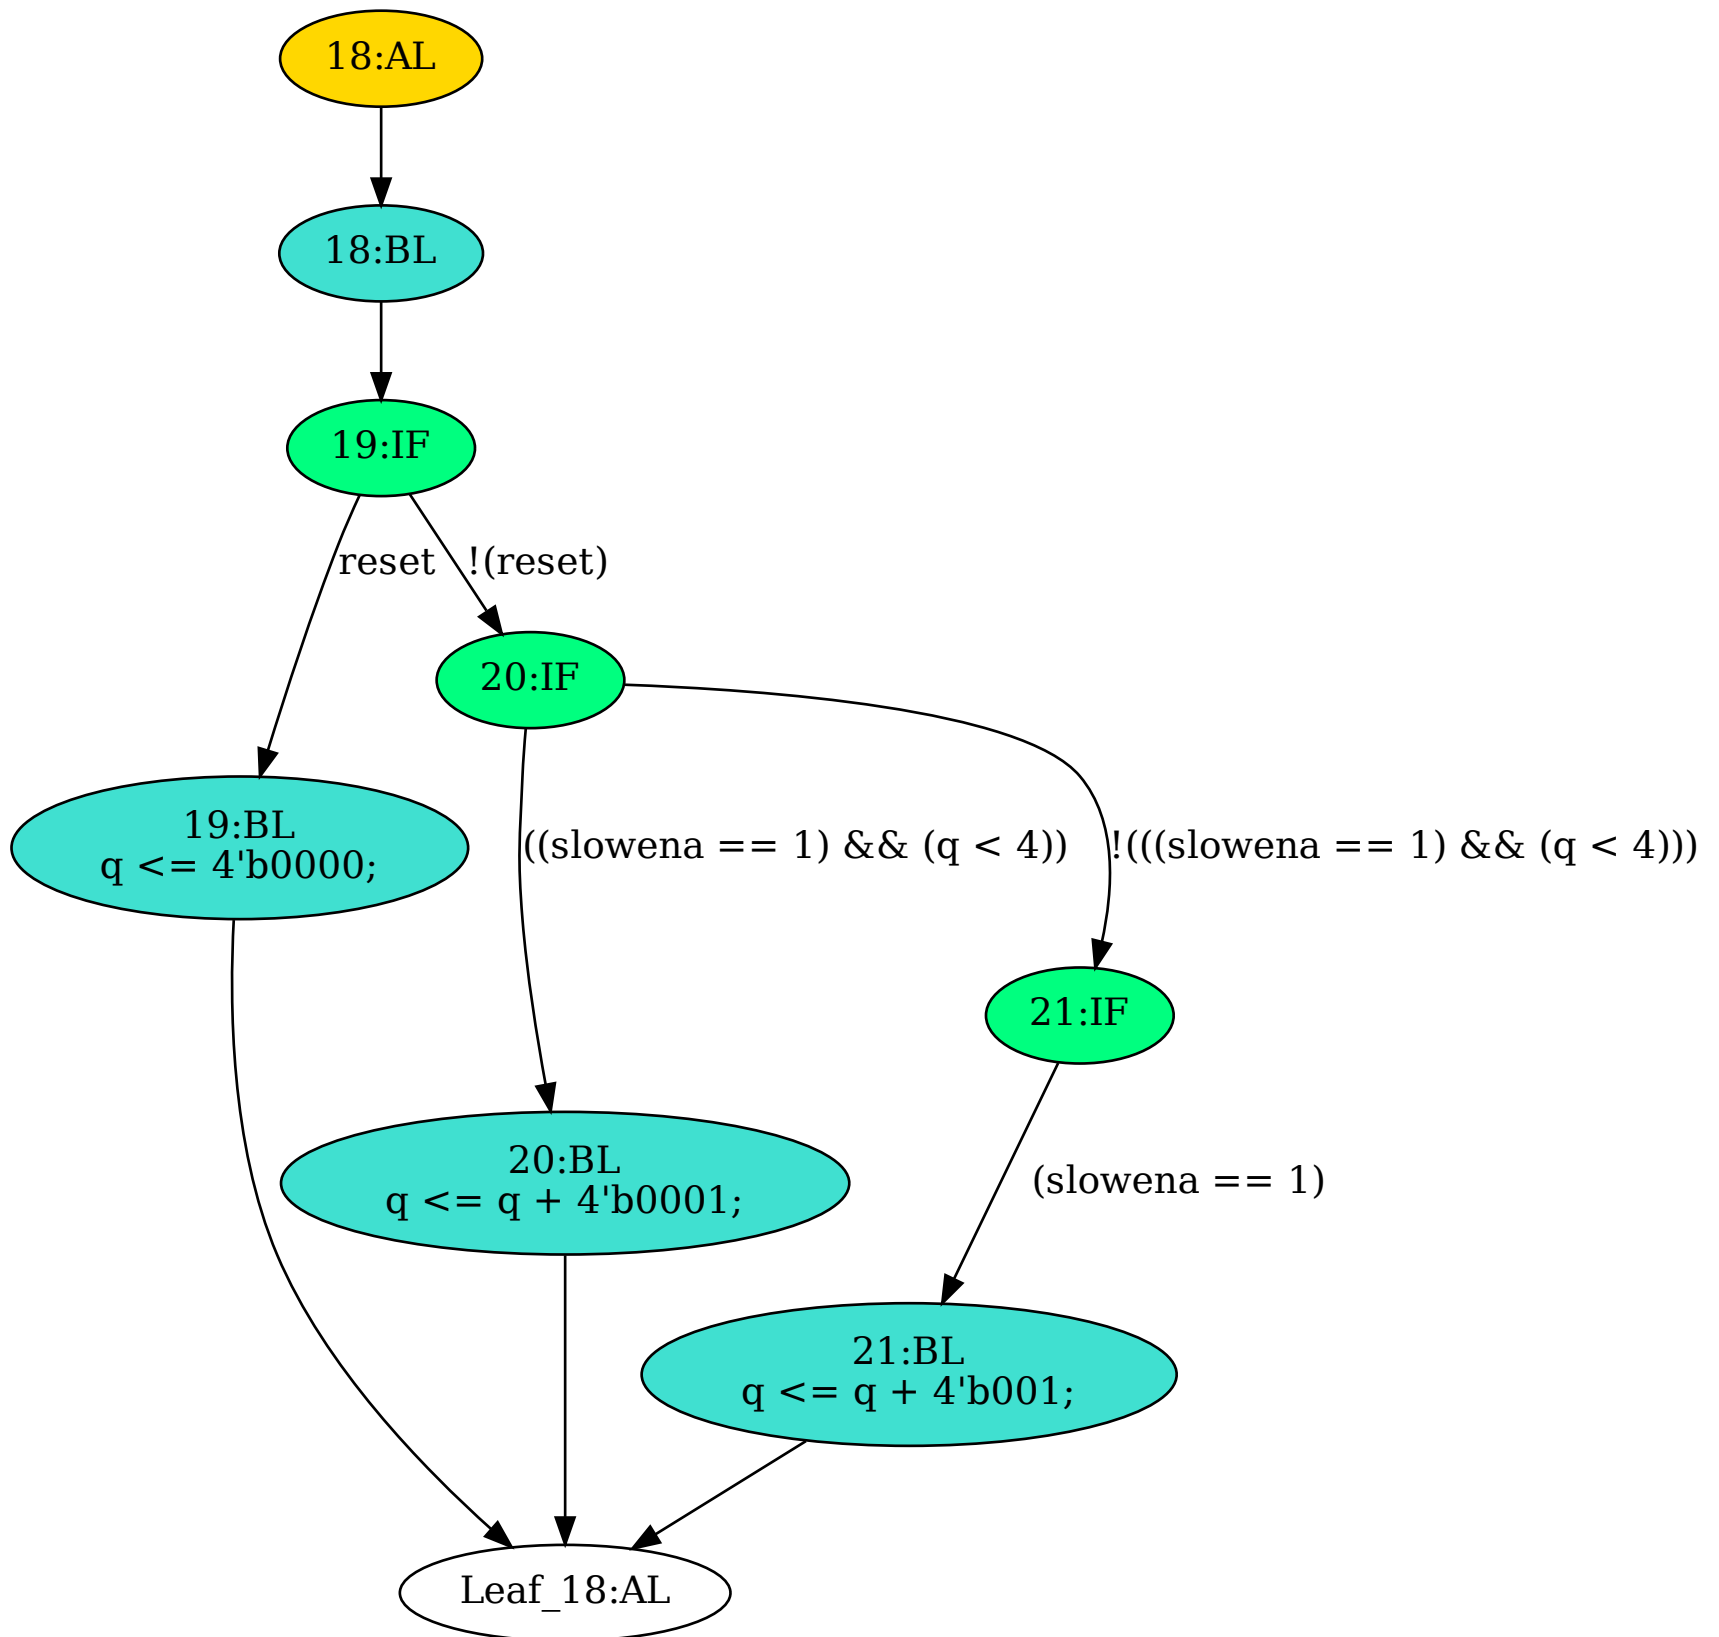 18:AL
18:BL
19:IF
reset
!(reset)
20:IF
19:BL
q <= 4'b0000;
((slowena == 1) && (q < 4))
!(((slowena == 1) && (q < 4)))
21:IF
20:BL
q <= q + 4'b0001;
(slowena == 1)
21:BL
q <= q + 4'b001;
Leaf_18:AL